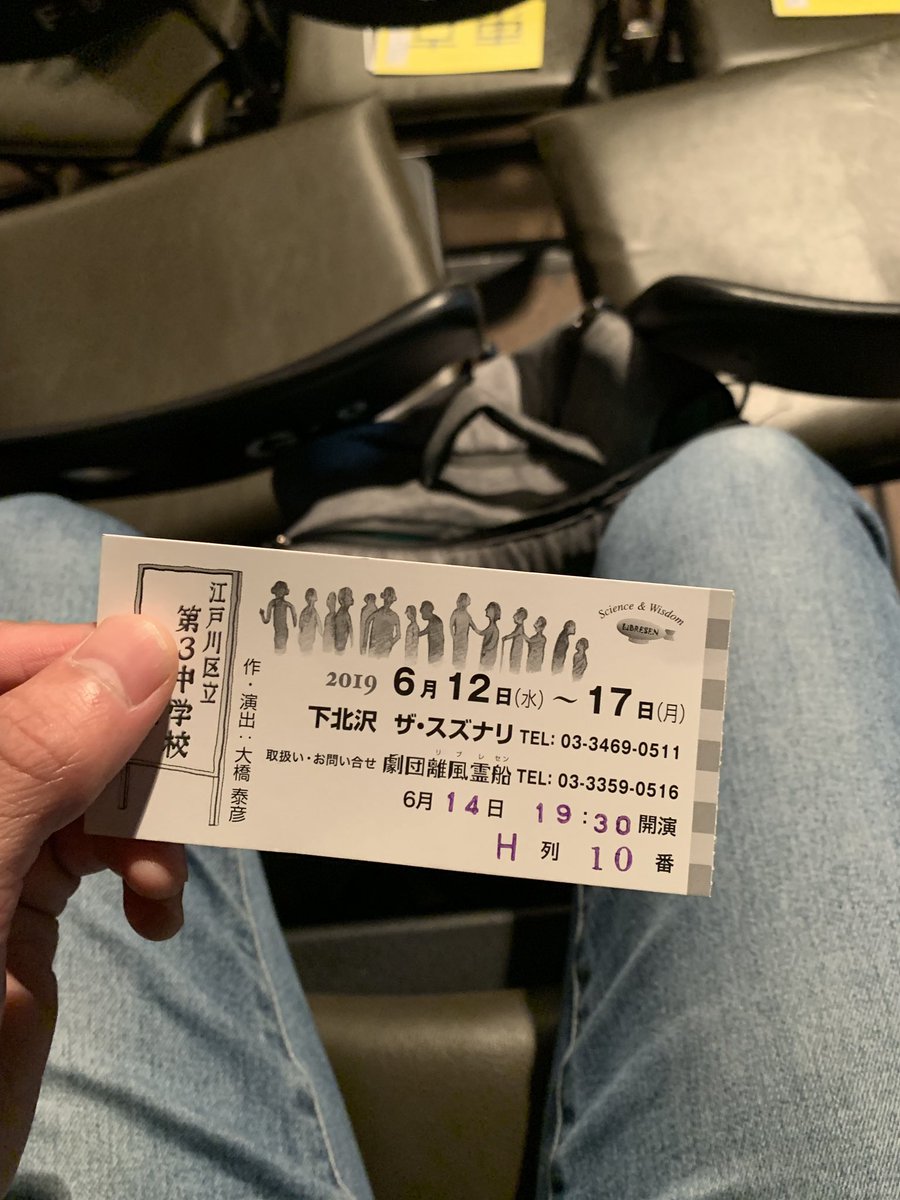 江戸川区立
第3中学校
作・演出：大橋 泰彦
Science & Wisdom
LIBRESEN
2019 6月12日(水)～17日(月)
下北沢 ザ・スズナリ TEL: 03-3469-0511
リブレセン
取扱い・お問い合せ 劇団離風霊船 TEL: 03-3359-0516
6月 14日 19:30 開演
H 列 10 番